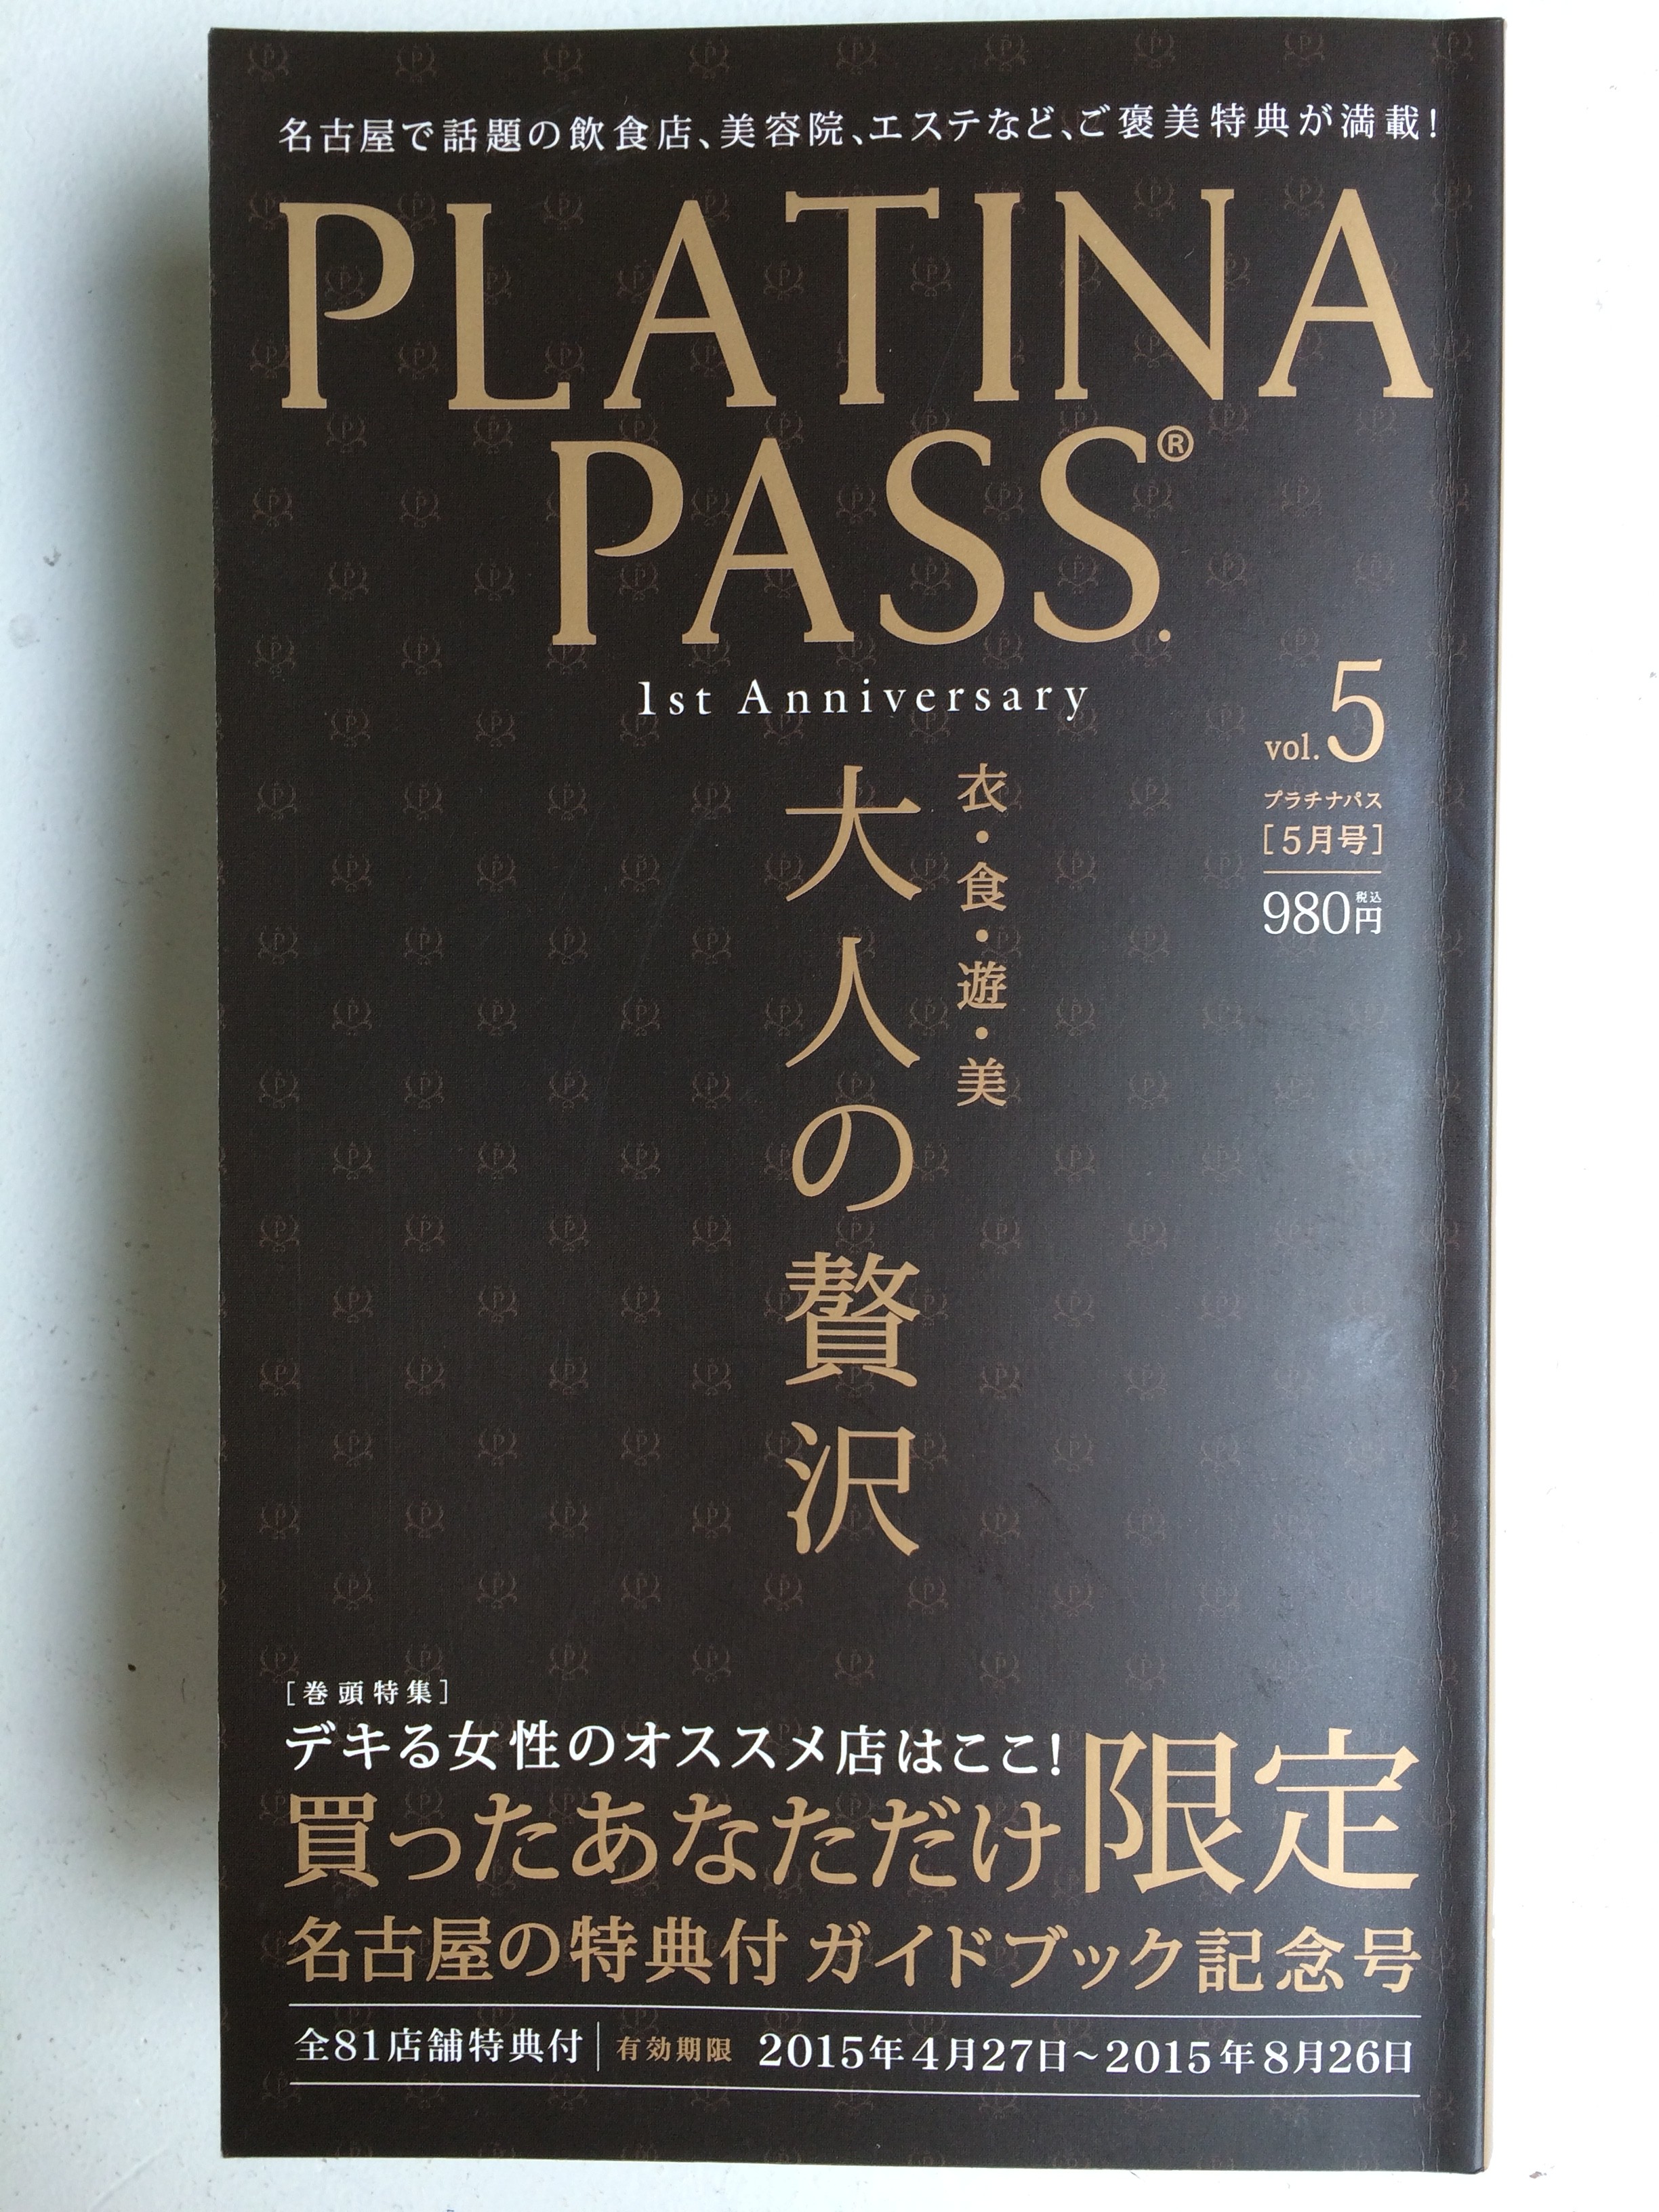 名古屋で話題の飲食店、美容院、エステなど、ご褒美特典が満載!
PLATINA
PASS®.
1st Anniversary
vol.5
プラチナパス
[5月号]
980円税込
衣・食・遊・美
大人の贅沢
[巻頭特集]
デキる女性のオススメ店はここ!
買ったあなただけ限定
名古屋の特典付 ガイドブック記念号
全81店舗特典付|有効期限 2015年4月27日~2015年8月26日